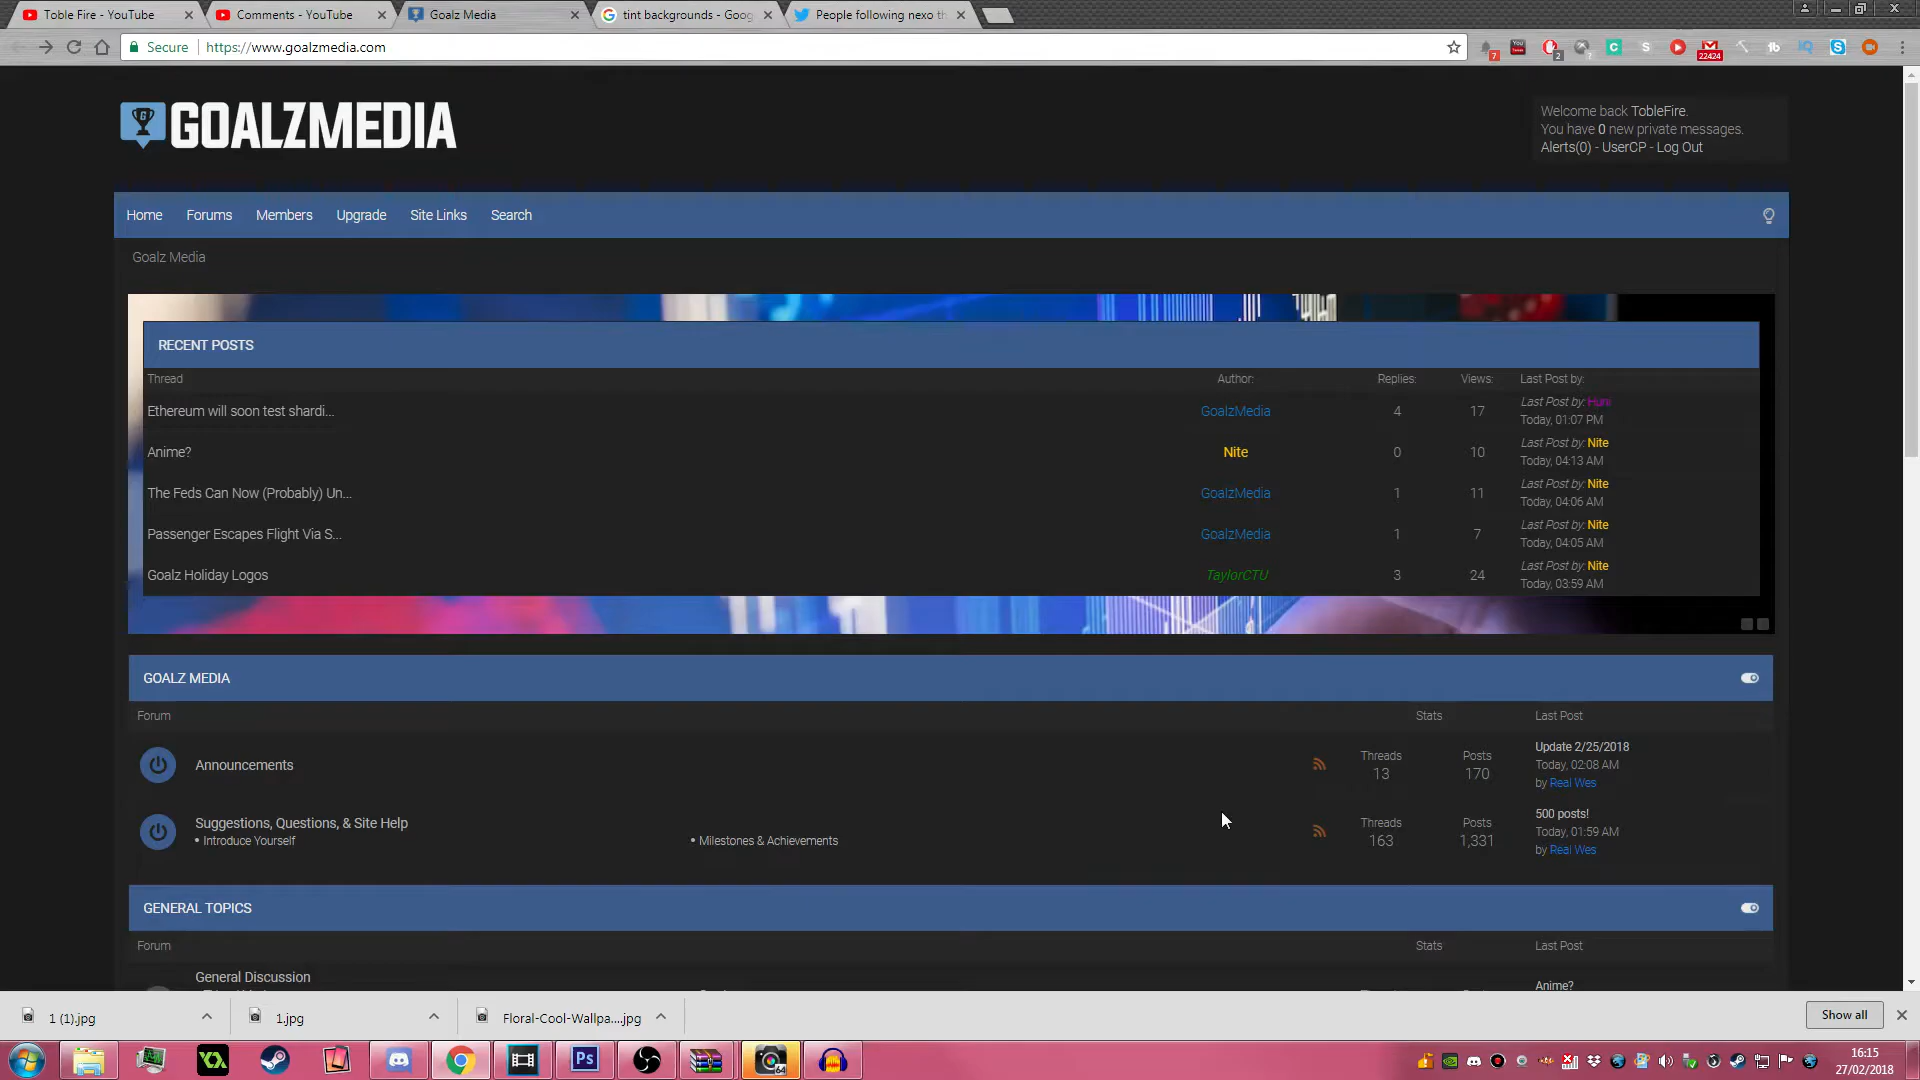 Toble Fire - YouTube
Comments - YouTube
Goalz Media
tint backgrounds - Goog
People following nexo th
Secure
https://www.goalzmedia.com
7
2
22424
GOALZMEDIA
Welcome back TobleFire.
You have 0 new private messages.
Alerts(0) - UserCP - Log Out
Home Forums Members Upgrade Site Links Search
Goalz Media
RECENT POSTS
Thread Author: Replies: Views: Last Post by:
Ethereum will soon test shardi... GoalzMedia 4 17 Last Post by: Huni
Today, 01:07 PM
Anime? Nite 0 10 Last Post by: Nite
Today, 04:13 AM
The Feds Can Now (Probably) Un... GoalzMedia 1 11 Last Post by: Nite
Today, 04:06 AM
Passenger Escapes Flight Via S... GoalzMedia 1 7 Last Post by: Nite
Today, 04:05 AM
Goalz Holiday Logos TaylorCTU 3 24 Last Post by: Nite
Today, 03:59 AM
GOALZ MEDIA
Forum Stats Last Post
Announcements
Threads
13
Posts
170
Update 2/25/2018
Today, 02:08 AM
by Real Wes
Suggestions, Questions, & Site Help
• Introduce Yourself • Milestones & Achievements
Threads
163
Posts
1,331
500 posts!
Today, 01:59 AM
by Real Wes
GENERAL TOPICS
Forum Stats Last Post
General Discussion
Anime?
1 (1).jpg
1.jpg
Floral-Cool-Wallpa....jpg
Show all
Ps
64
16:15
27/02/2018